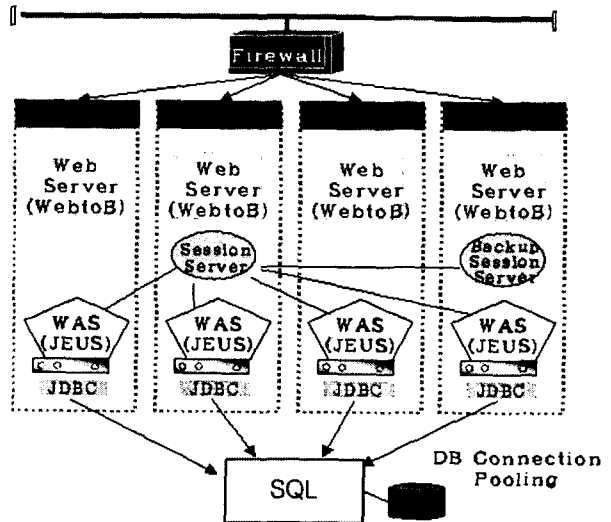 Firewall
Web
Server
(WebtoB)
Web
Server
(WebtoB)
Web
Server
(WebtoB)
Web
Server
(WebtoB)
Session
Server
Backup
Session
Server
WAS
(JEUS)
WAS
(JEUS)
WAS
(JEUS)
WAS
(JEUS)
JDBC
JDBC
JDBC
JDBC
SQL
DB Connection
Pooling